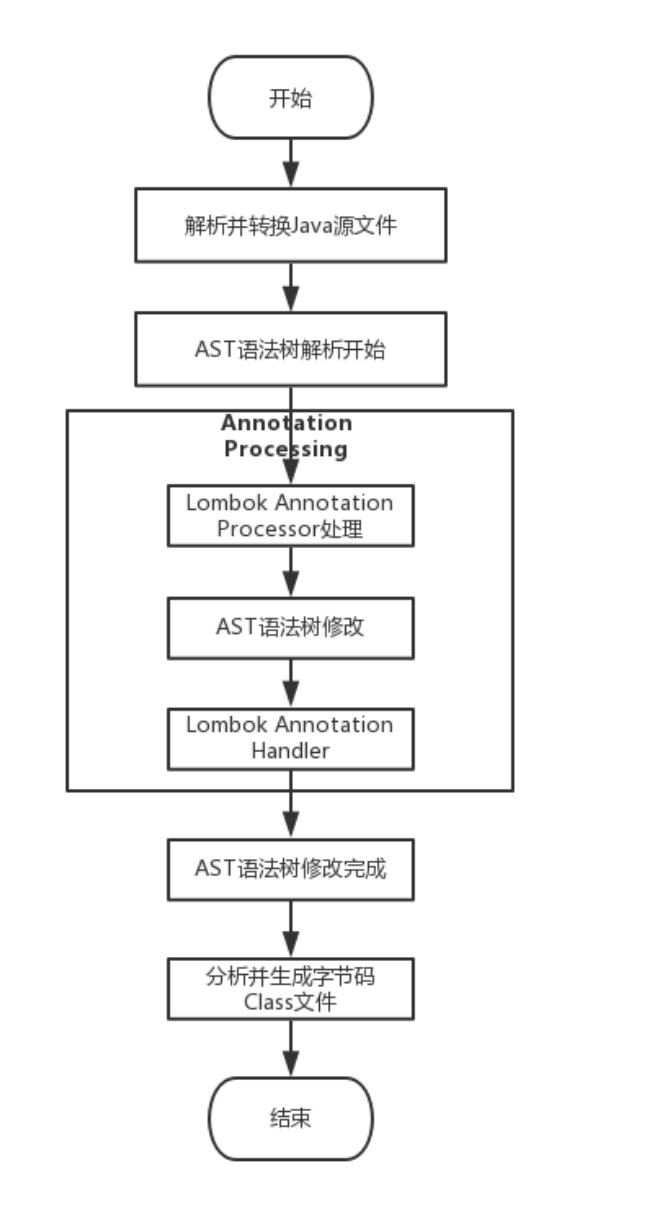 开始
解析并转换Java源文件
AST语法树解析开始
Annotation
Processing
Lombok Annotation
Processor处理
AST语法树修改
Lombok Annotation
Handler
AST语法树修改完成
分析并生成字节码
Class文件
结束